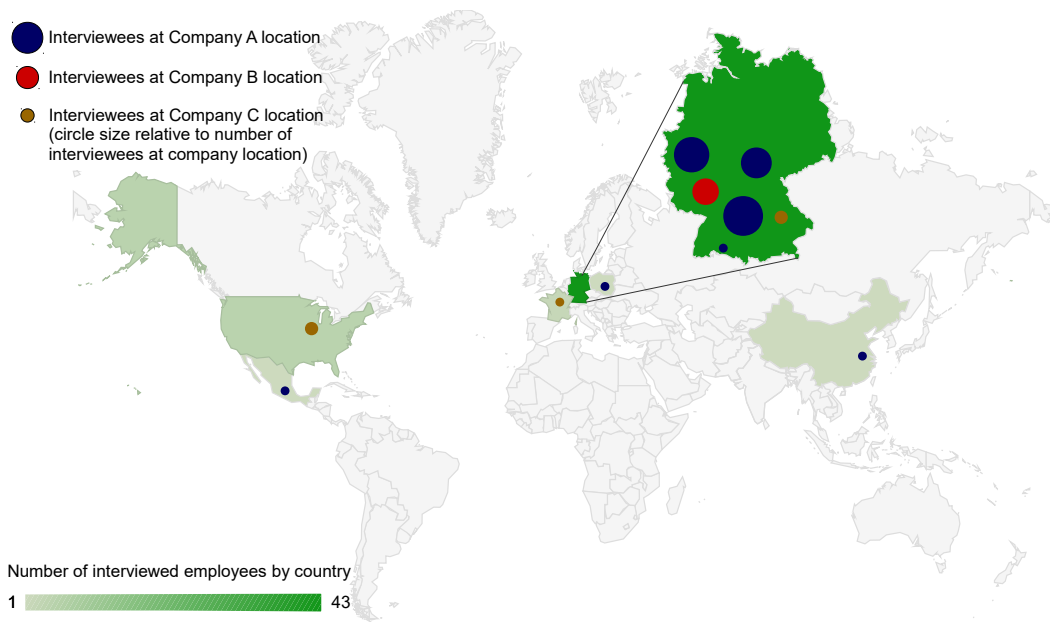 Interviewees at Company A location
Interviewees at Company B location
Interviewees at Company C location
(circle size relative to number of
interviewees at company location)
Number of interviewed employees by country
1 43